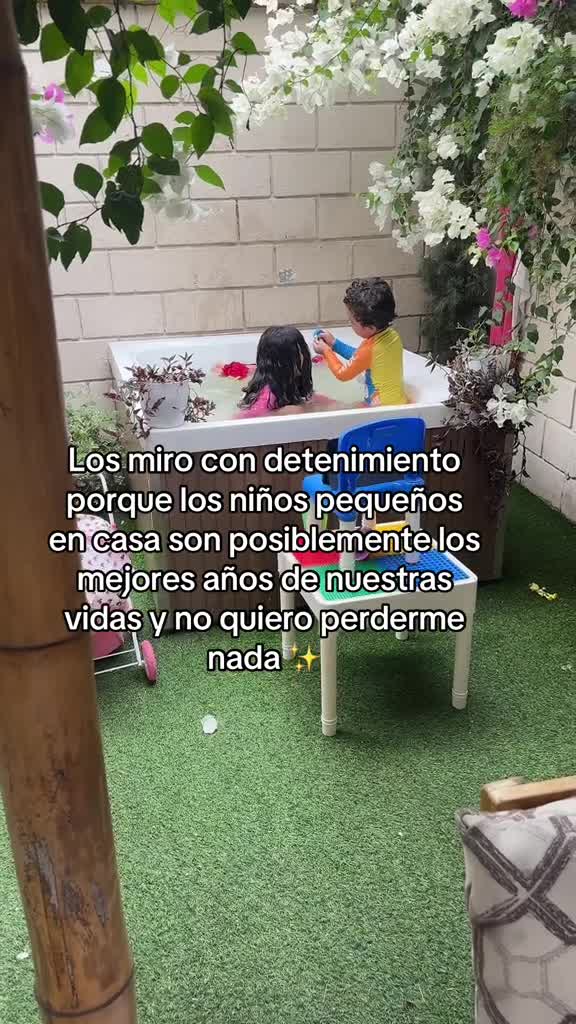 Los miro con detenimiento
porque los niños pequeños
en casa son posiblemente los
mejores años de nuestras
vidas y no quiero perderme
nada ✨